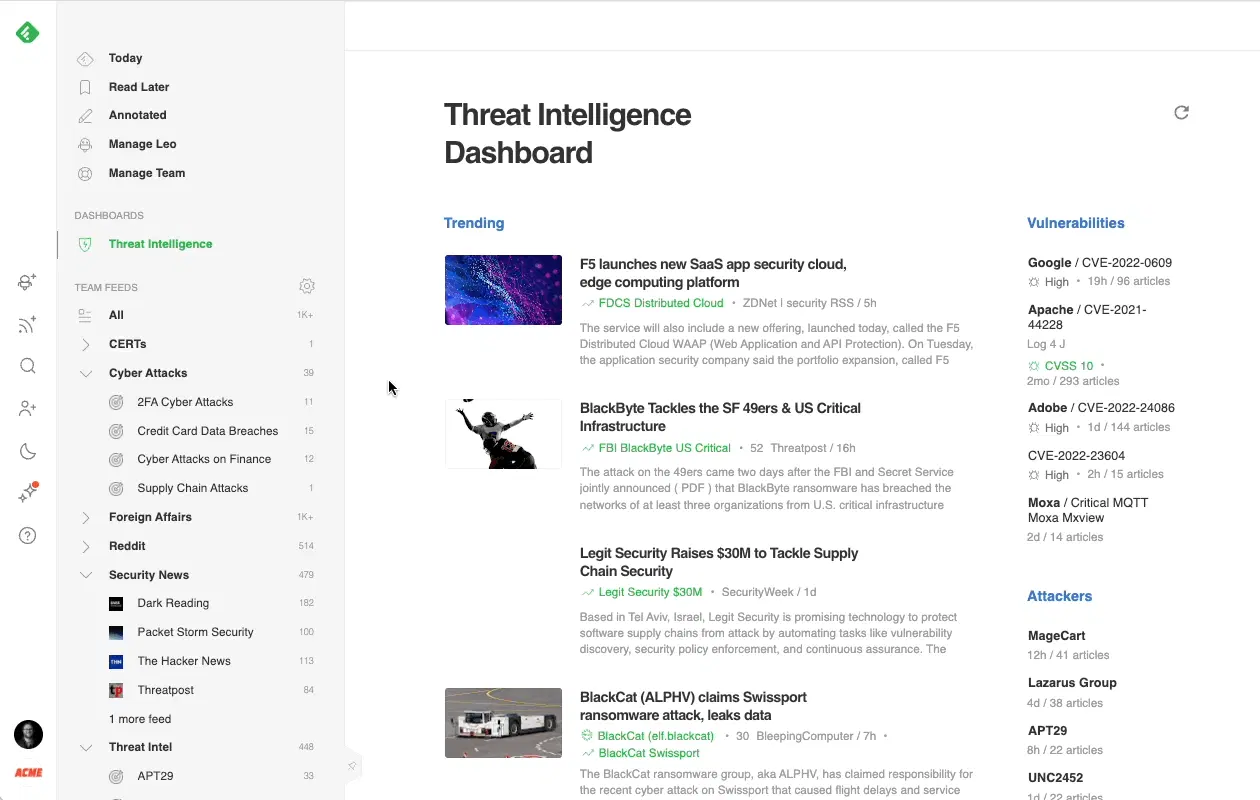 Today
Read Later
Annotated
Manage Leo
Manage Team
DASHBOARDS
Threat Intelligence
TEAM FEEDS
All 1K+
CERTs 1
Cyber Attacks 39
2FA Cyber Attacks 11
Credit Card Data Breaches 15
Cyber Attacks on Finance 12
Supply Chain Attacks 1
Foreign Affairs 1K+
Reddit 514
Security News 479
Dark Reading 182
Packet Storm Security 100
THN The Hacker News 113
tp Threatpost 84
1 more feed
Threat Intel 448
APT29 33
ACME
Threat Intelligence
Dashboard
Trending
F5 launches new SaaS app security cloud,
edge computing platform
FDCS Distributed Cloud • ZDNet | security RSS / 5h
The service will also include a new offering, launched today, called the F5
Distributed Cloud WAAP (Web Application and API Protection). On Tuesday,
the application security company said the portfolio expansion, called F5
BlackByte Tackles the SF 49ers & US Critical
Infrastructure
FBI BlackByte US Critical • 52 Threatpost / 16h
The attack on the 49ers came two days after the FBI and Secret Service
jointly announced ( PDF ) that BlackByte ransomware has breached the
networks of at least three organizations from U.S. critical infrastructure
Legit Security Raises $30M to Tackle Supply
Chain Security
Legit Security $30M • SecurityWeek / 1d
Based in Tel Aviv, Israel, Legit Security is promising technology to protect
software supply chains from attack by automating tasks like vulnerability
discovery, security policy enforcement, and continuous assurance. The
BlackCat (ALPHV) claims Swissport
ransomware attack, leaks data
BlackCat (elf.blackcat) • 30 BleepingComputer / 7h •
BlackCat Swissport
The BlackCat ransomware group, aka ALPHV, has claimed responsibility for
the recent cyber attack on Swissport that caused flight delays and service
Vulnerabilities
Google / CVE-2022-0609
High • 19h / 96 articles
Apache / CVE-2021-
44228
Log 4 J
CVSS 10 •
2mo / 293 articles
Adobe / CVE-2022-24086
High • 1d / 144 articles
CVE-2022-23604
High • 2h / 15 articles
Moxa / Critical MQTT
Moxa Mxview
2d / 14 articles
Attackers
MageCart
12h / 41 articles
Lazarus Group
4d / 38 articles
APT29
8h / 22 articles
UNC2452
1d / 22 articles